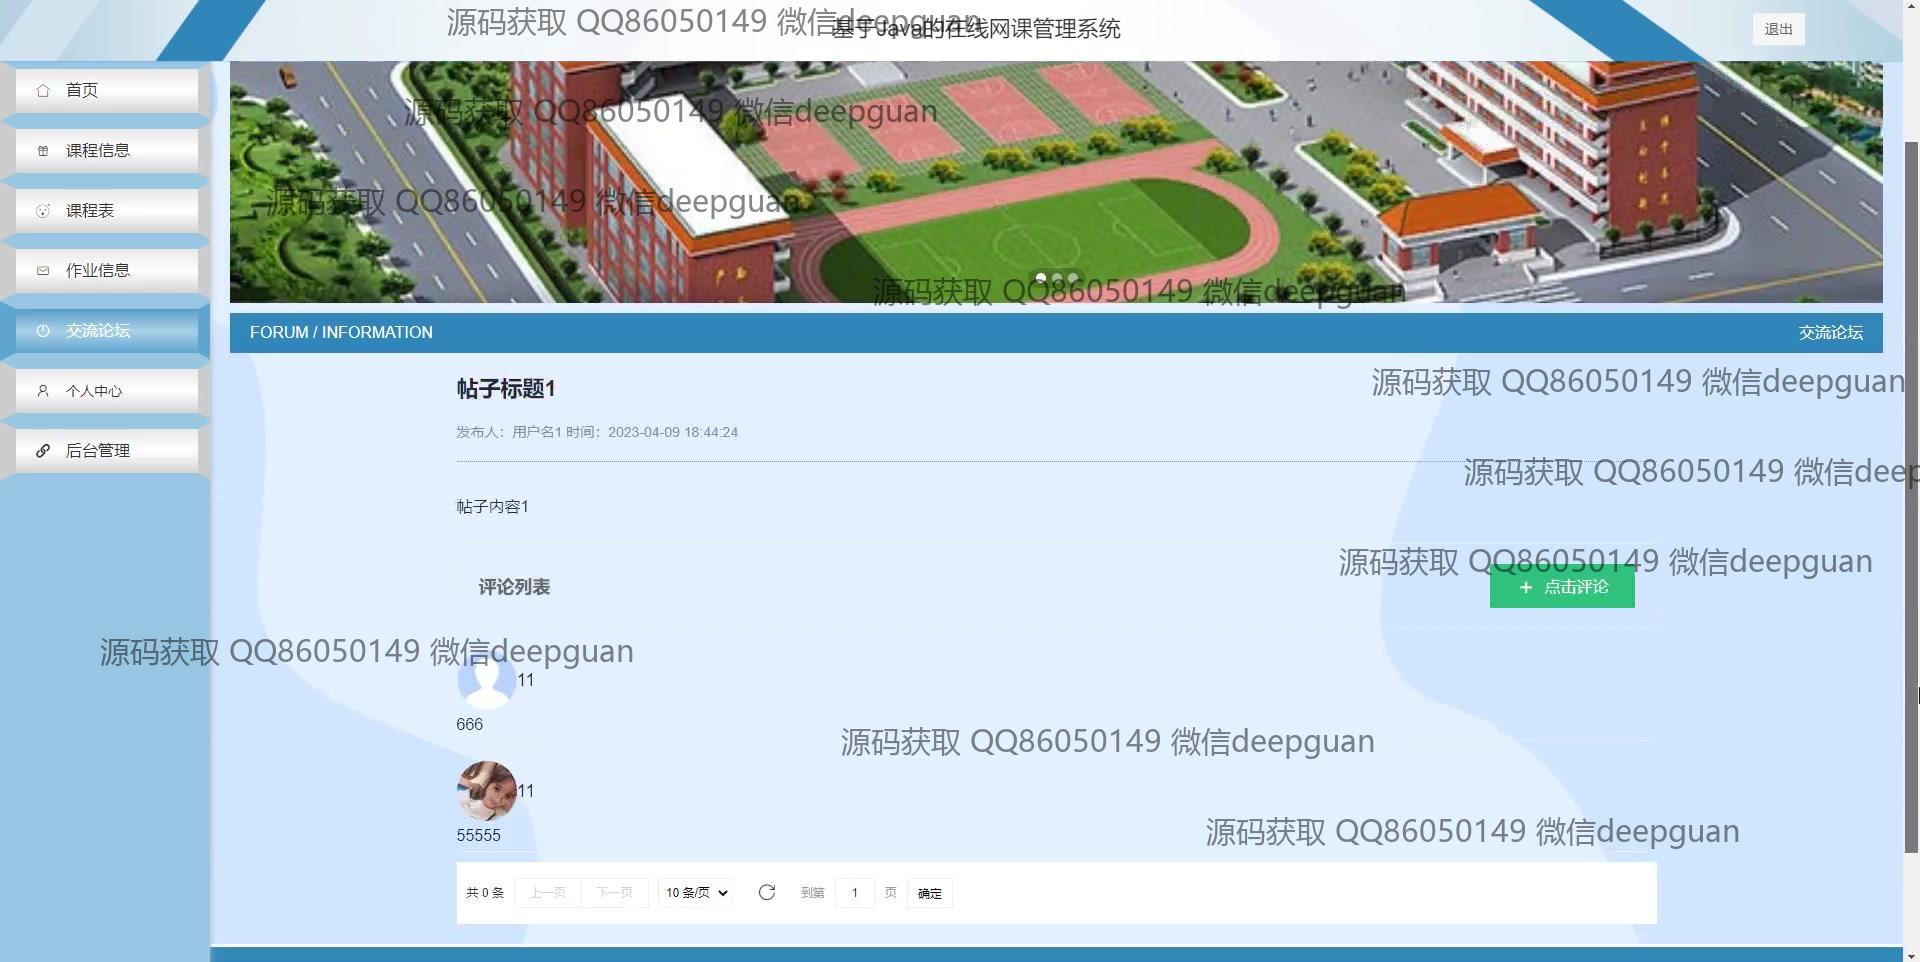 源码获取 QQ86050149 微信deepguan
基于Java的在线网课管理系统
退出
首页
课程信息
课程表
作业信息
交流论坛
个人中心
后台管理
源码获取 QQ86050149 微信deepguan
源码获取 QQ86050149 微信deepguan
源码获取 QQ86050149 微信deepguan
FORUM / INFORMATION
交流论坛
帖子标题1
源码获取 QQ86050149 微信deepguan
发布人：用户名1 时间：2023-04-09 18:44:24
源码获取 QQ86050149 微信deep
帖子内容1
源码获取 QQ86050149 微信deepguan
评论列表
+ 点击评论
源码获取 QQ86050149 微信deepguan
11
666
源码获取 QQ86050149 微信deepguan
11
55555
源码获取 QQ86050149 微信deepguan
共 0 条 上一页 下一页 10 条/页 到第 1 页 确定